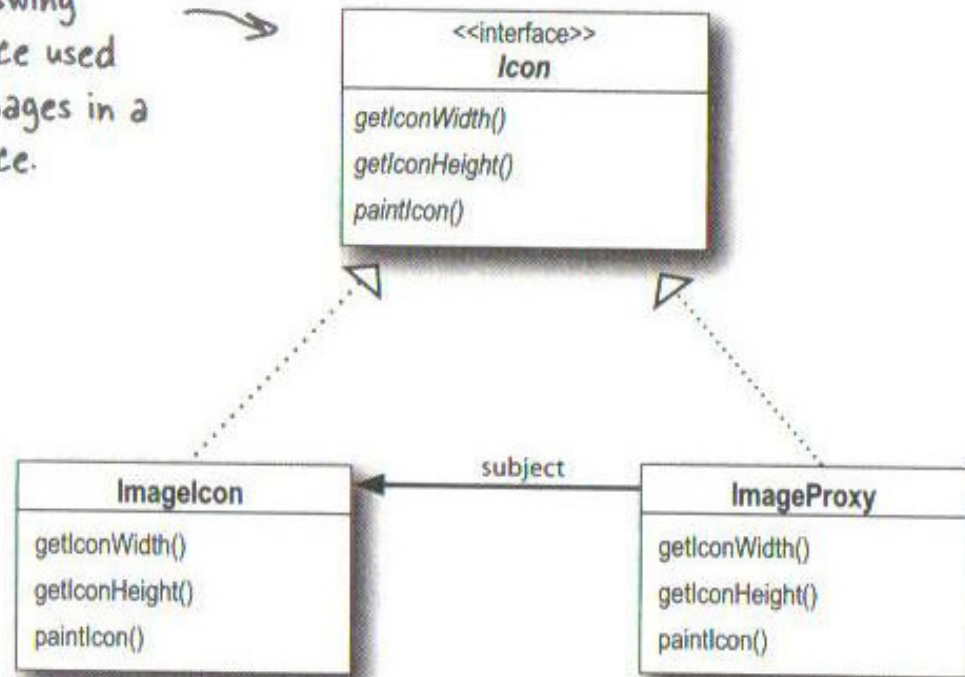 ce used
ages in a
ce.
<<interface>>
Icon
getIconWidth()
getIconHeight()
paintIcon()
subject
ImageIcon
getIconWidth()
getIconHeight()
paintIcon()
ImageProxy
getIconWidth()
getIconHeight()
paintIcon()